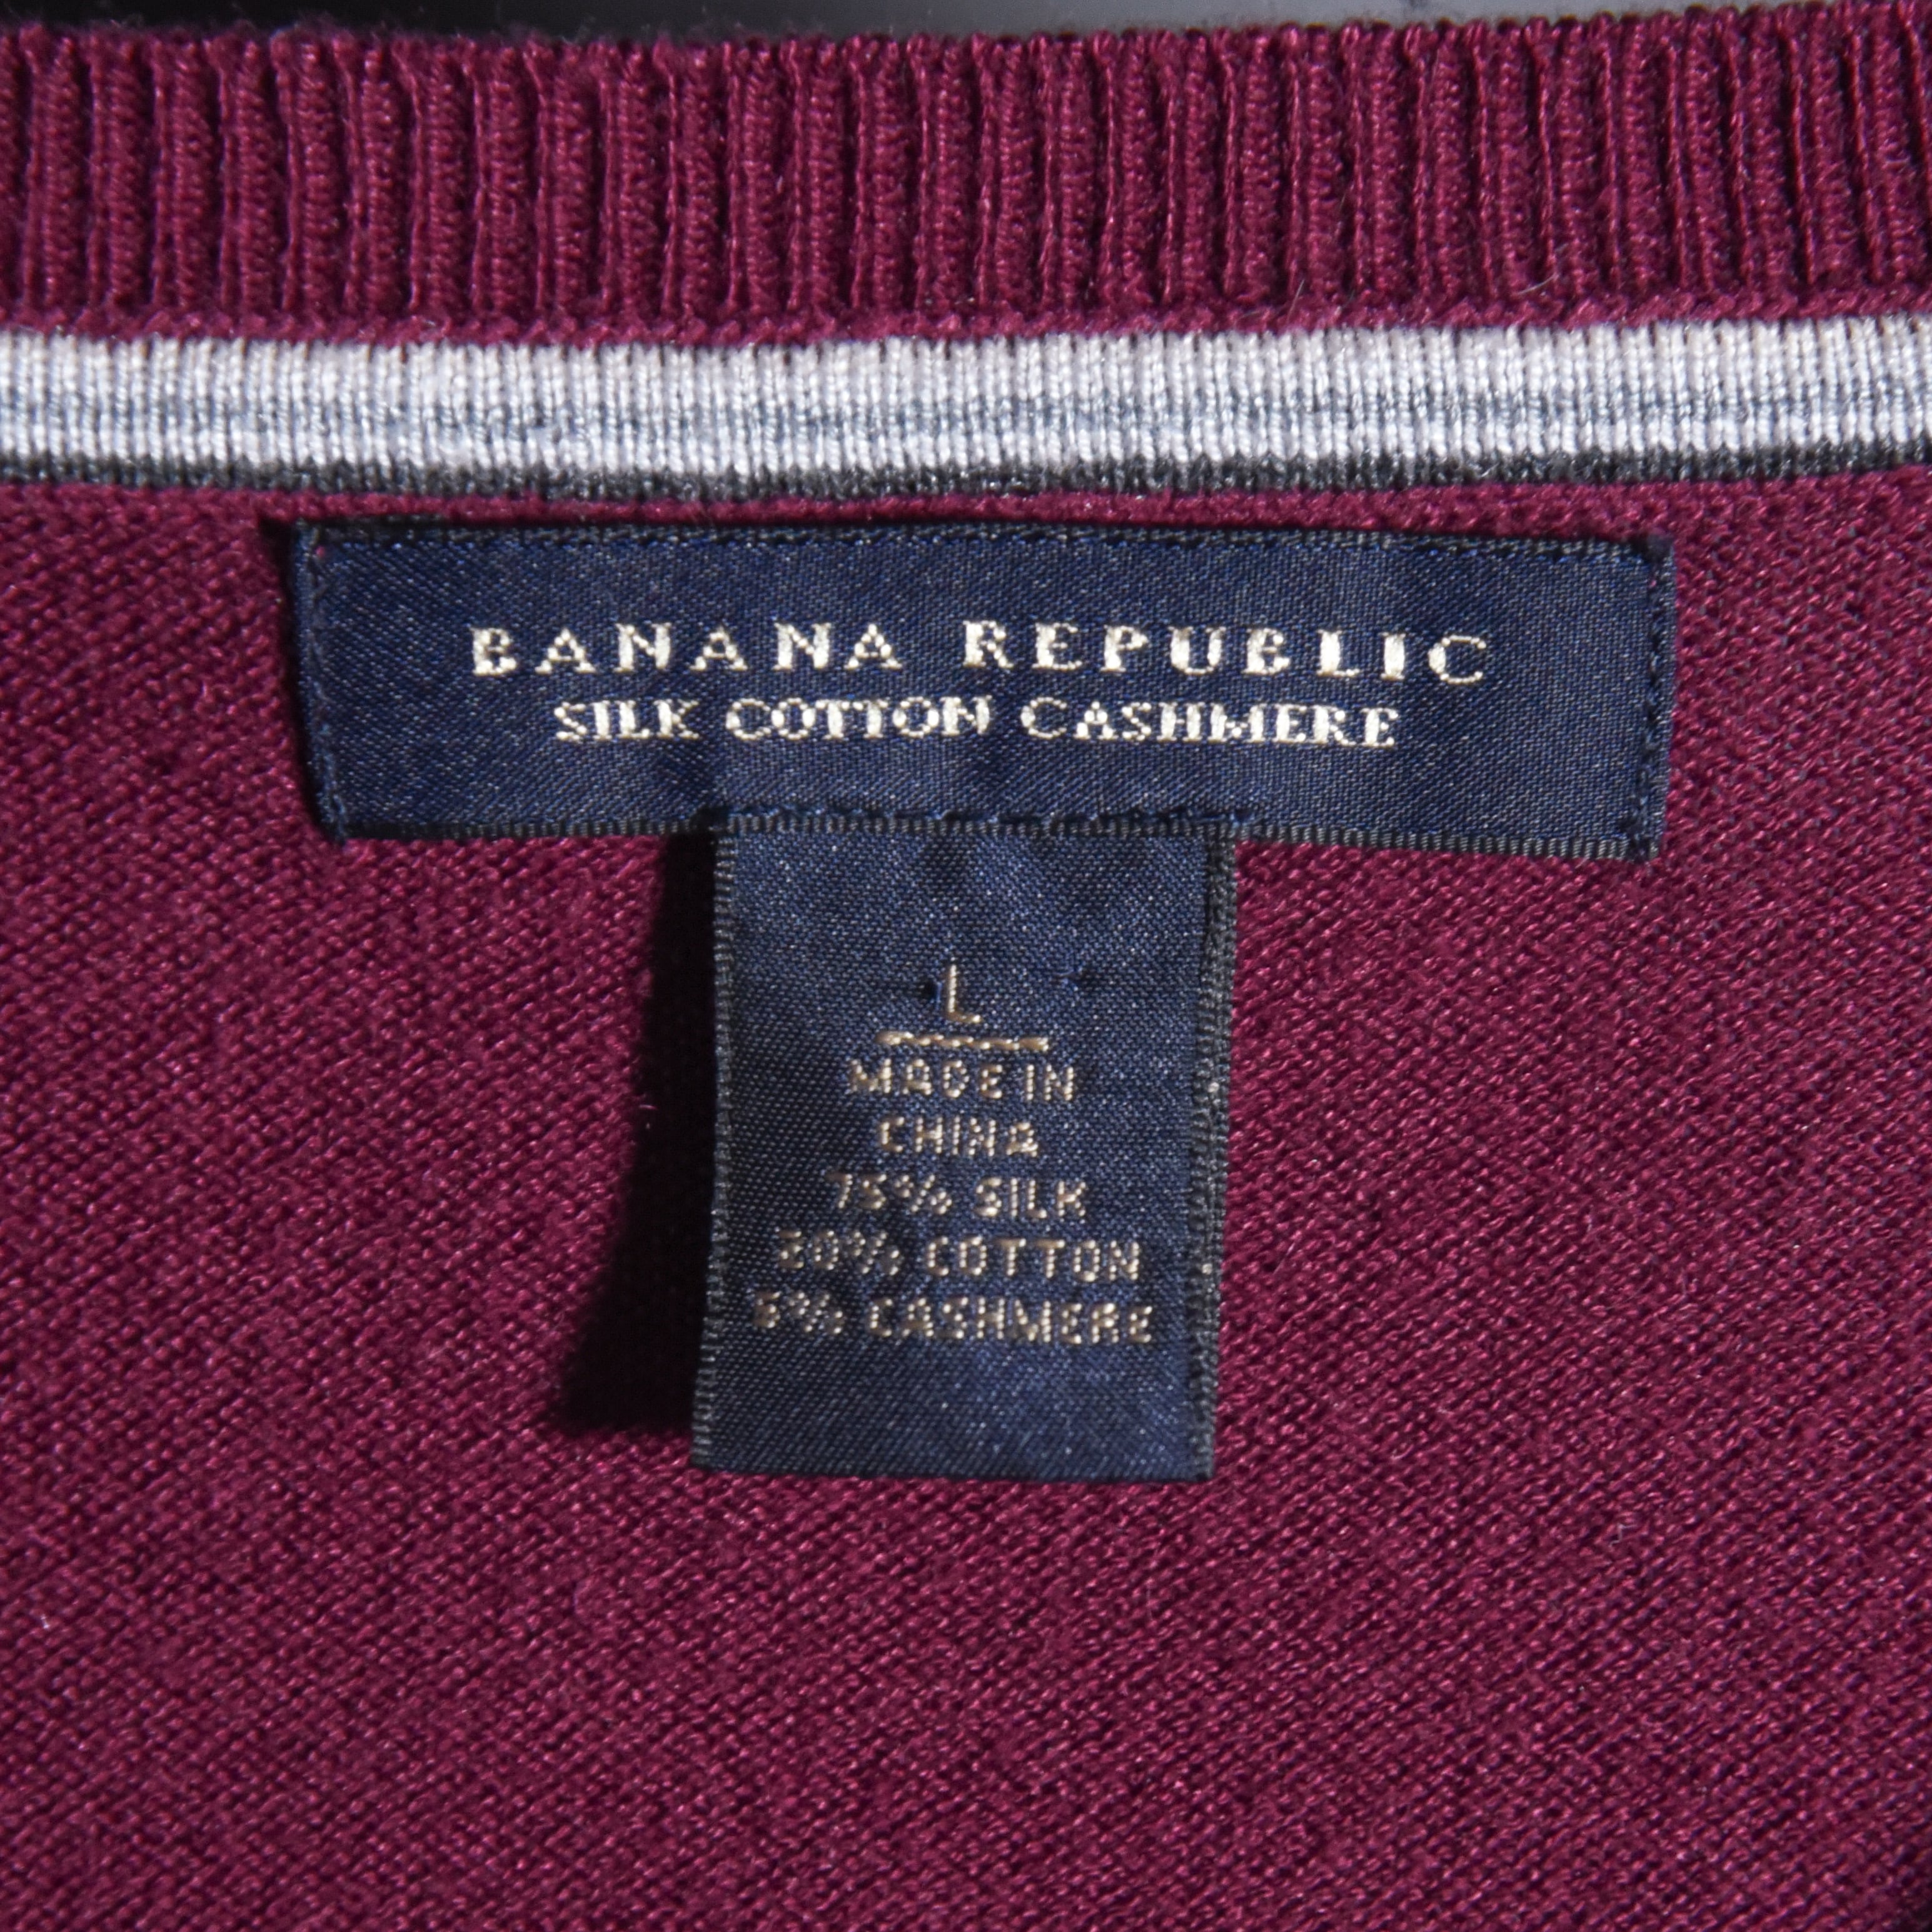 BANANA REPUBLIC
SILK COTTON CASHMERE
L
MADE IN
CHINA
75% SILK
20% COTTON
5% CASHMERE